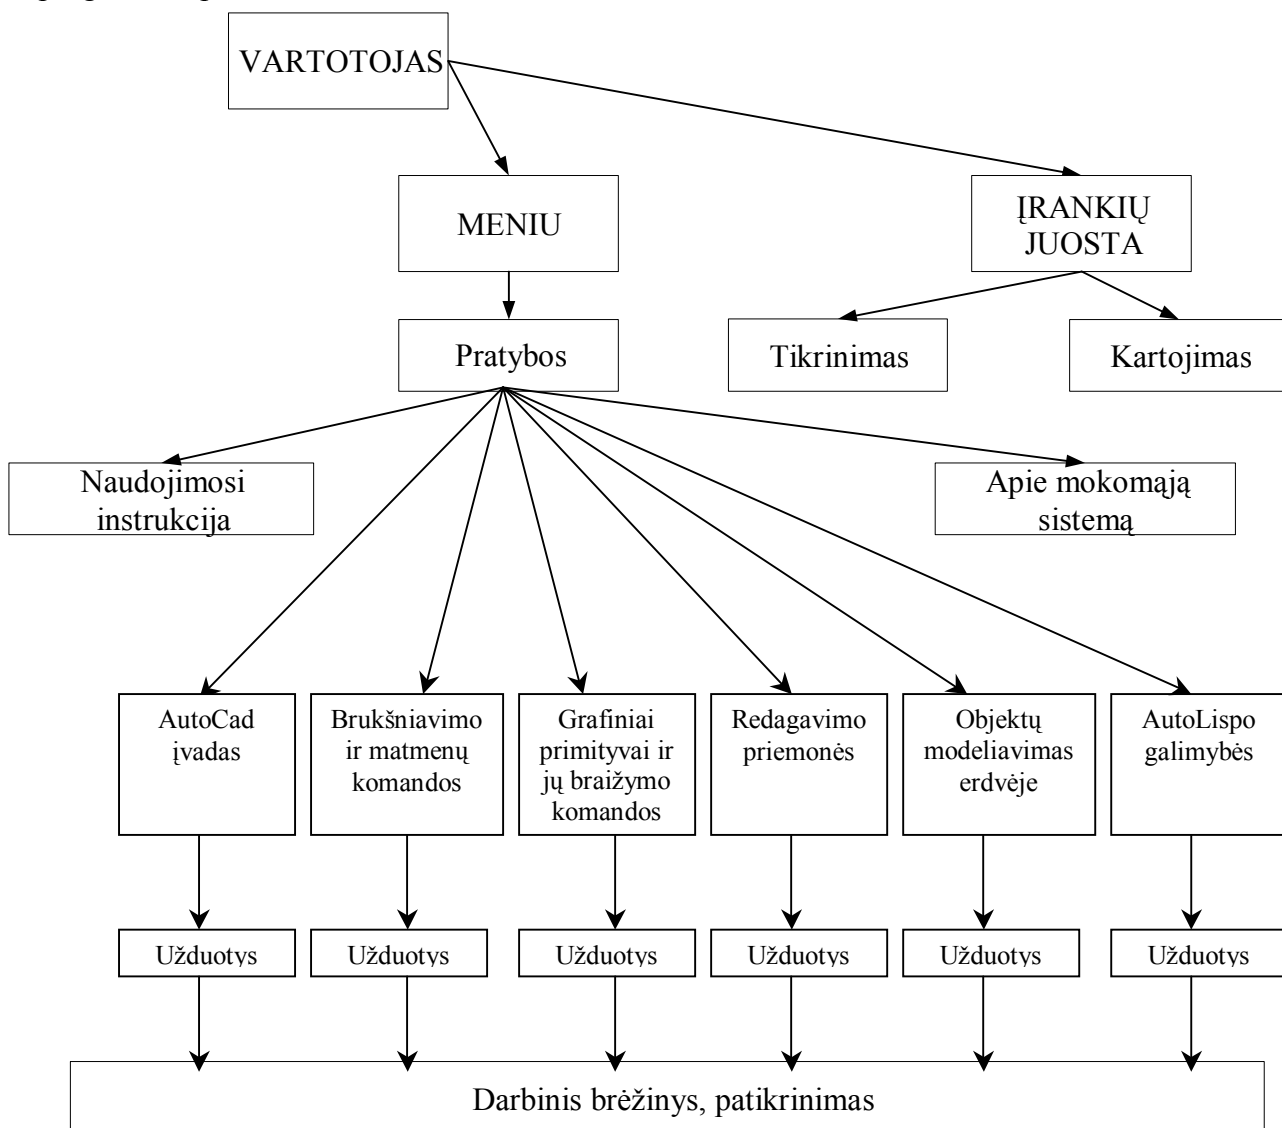 VARTOTOJAS
MENIU
ĮRANKIŲ
JUOSTA
Pratybos
Tikrinimas
Kartojimas
Naudojimosi
instrukcija
Apie mokomąją
sistemą
AutoCad
įvadas
Brukšniavimo
ir matmenų
komandos
Grafiniai
primityvai ir
jų braižymo
komandos
Redagavimo
priemonės
Objektų
modeliavimas
erdvėje
AutoLispo
galimybės
Užduotys
Užduotys
Užduotys
Užduotys
Užduotys
Užduotys
Darbinis brėžinys, patikrinimas